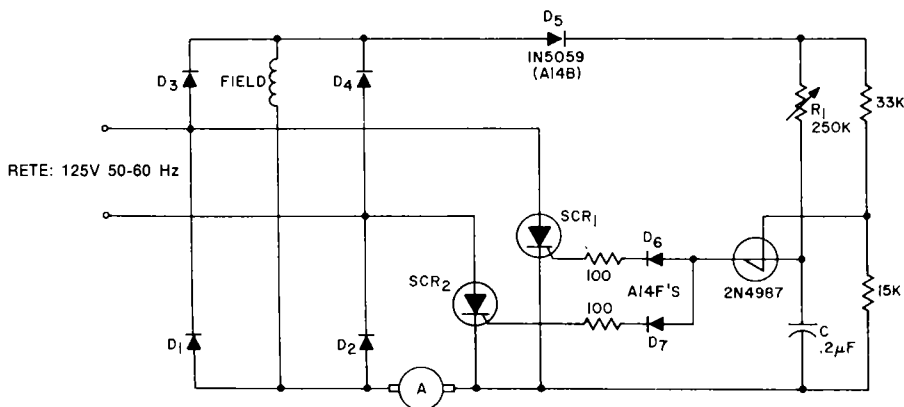 D5
1N5059
(A14B)
D3
FIELD
D4
R1
250K
33K
RETE: 125V 50-60 Hz
SCR1
D6
100
SCR2
A14F'S
2N4987
100
15K
D7
C
.2μF
D1
D2
A